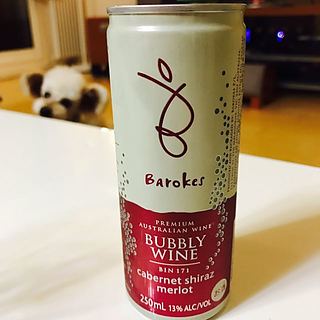 Barokes
PREMIUM
AUSTRALIAN WINE
BUBBLY
WINE
BIN 171
cabernet shiraz
merlot
250mL 13% ALC/VOL